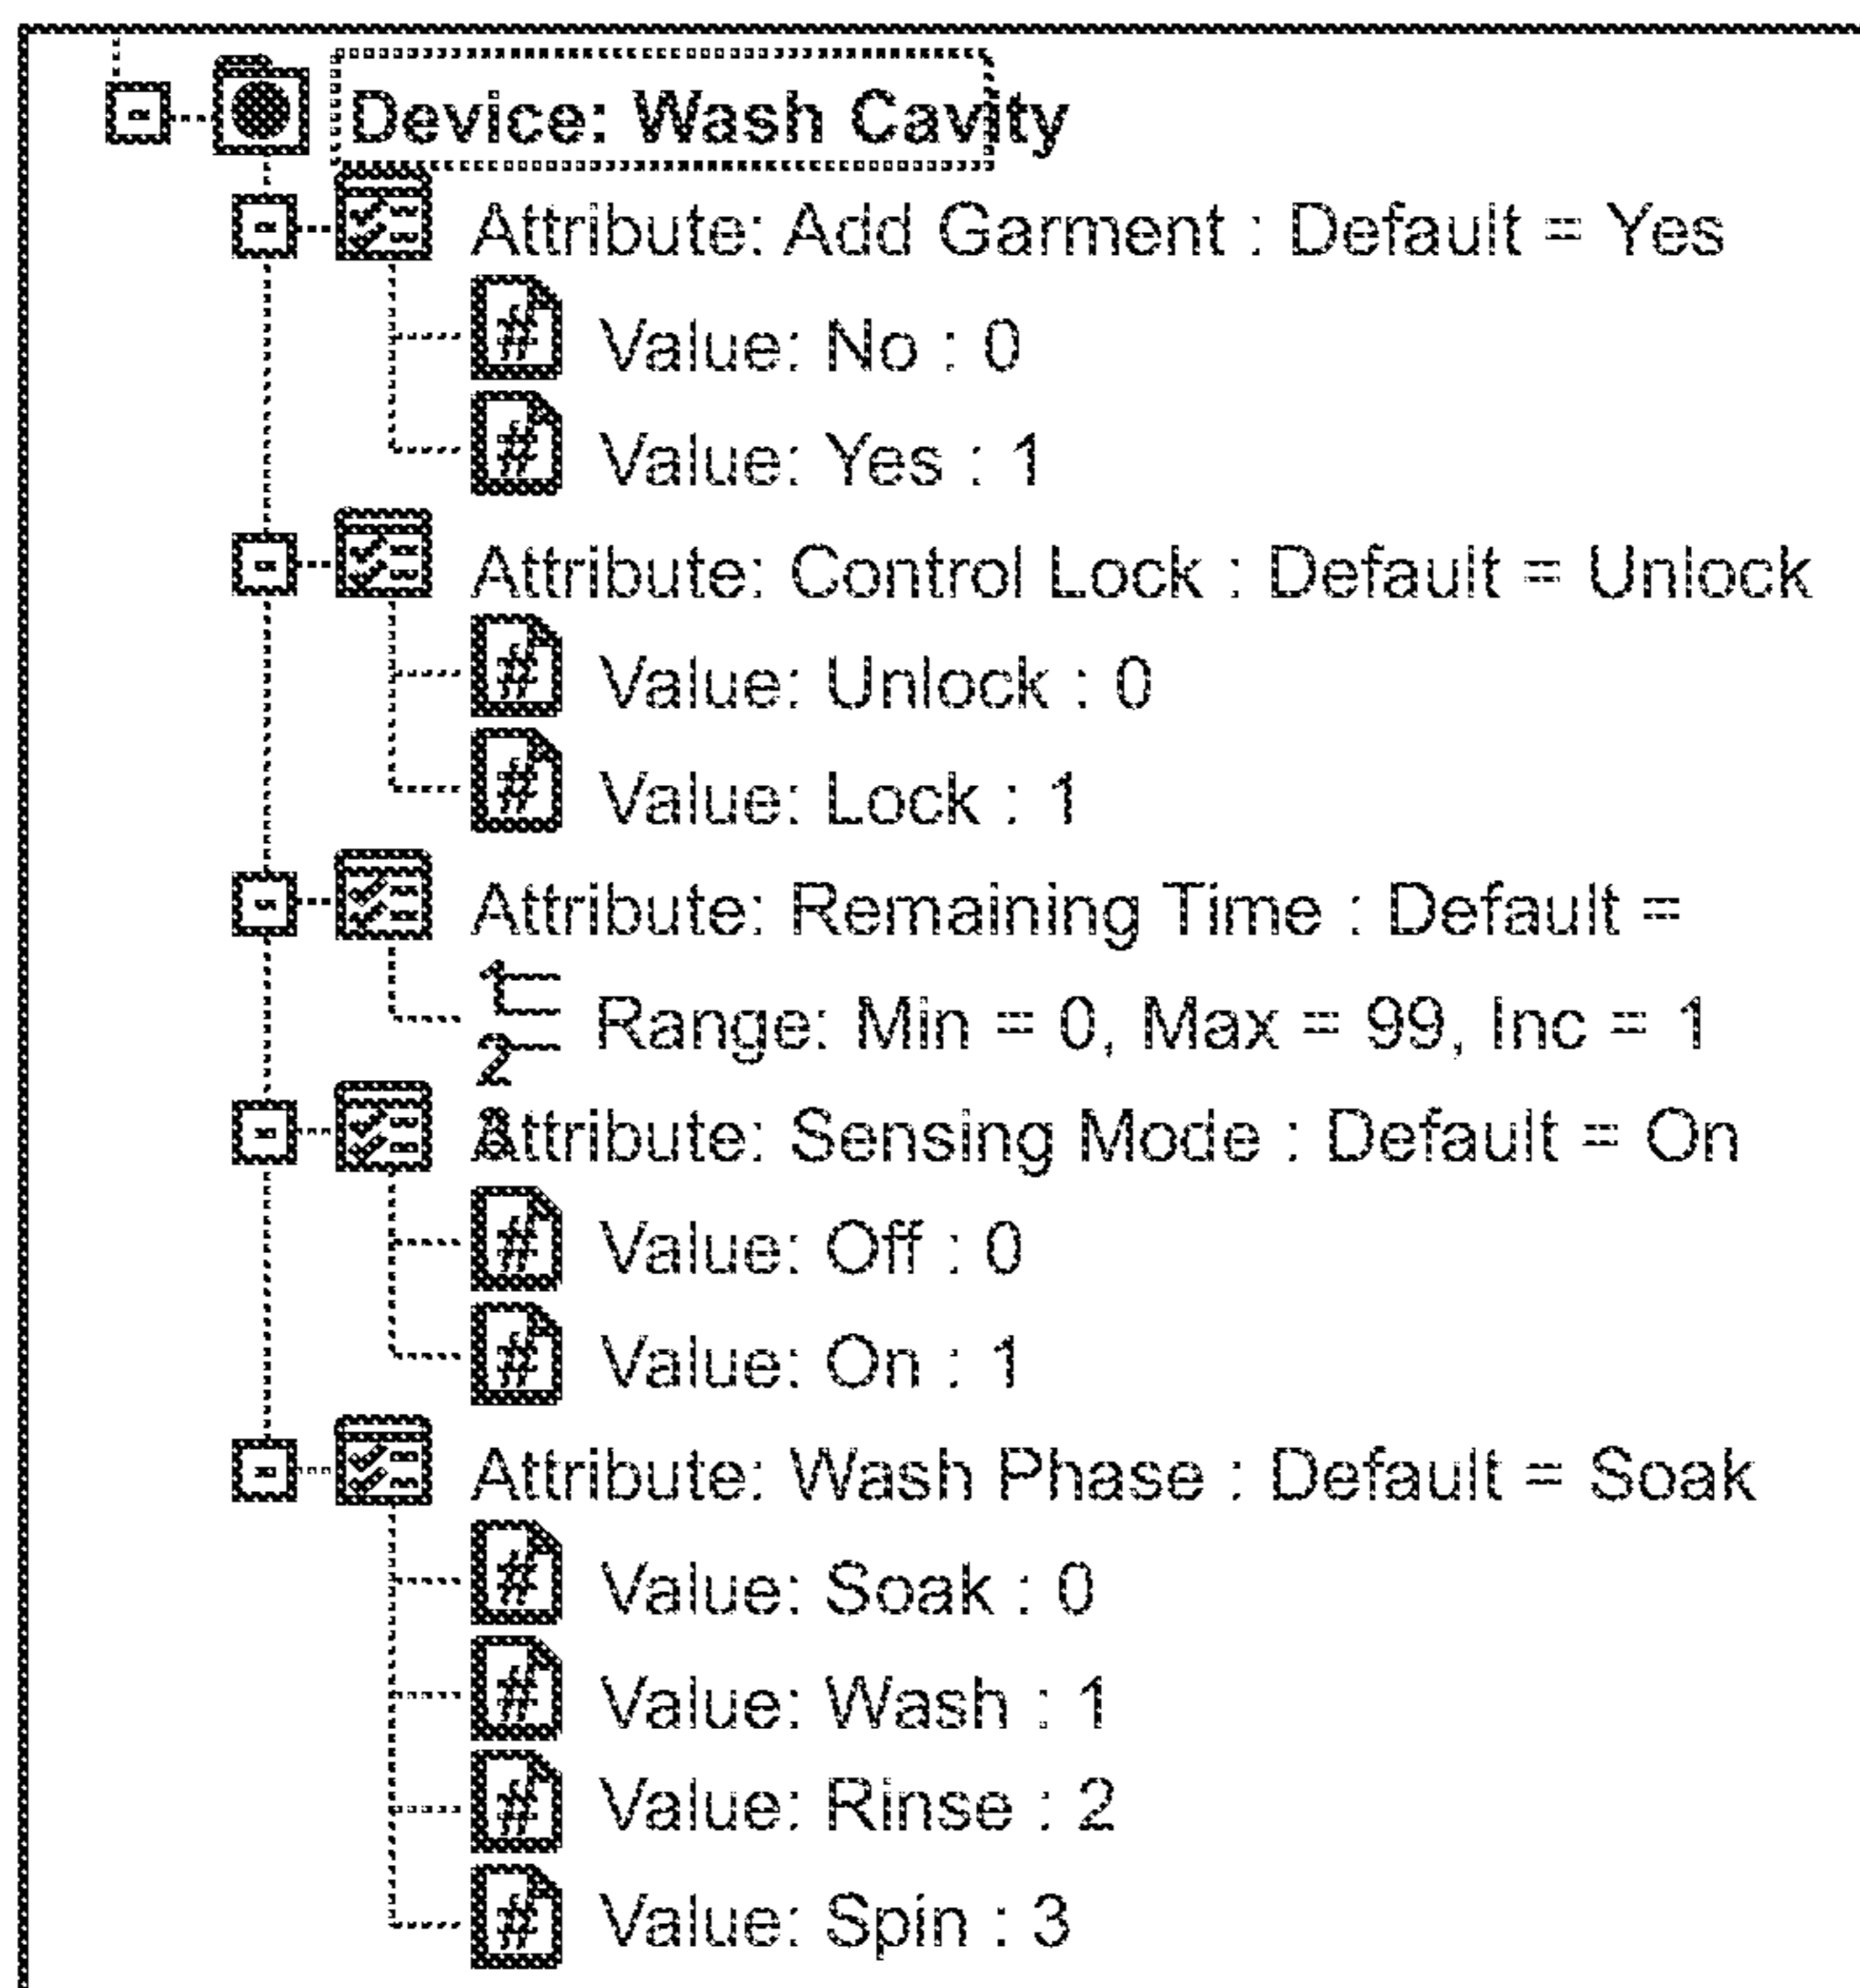 Device: Wash Cavity
Attribute: Add Garment : Default = Yes
# Value: No : 0
# Value: Yes : 1
Attribute: Control Lock : Default = Unlock
# Value: Unlock : 0
# Value: Lock : 1
Attribute: Remaining Time : Default =
1 2 3 Range: Min = 0, Max = 99, Inc = 1
Attribute: Sensing Mode : Default = On
# Value: Off : 0
# Value: On : 1
Attribute: Wash Phase : Default = Soak
# Value: Soak : 0
# Value: Wash : 1
# Value: Rinse : 2
# Value: Spin : 3